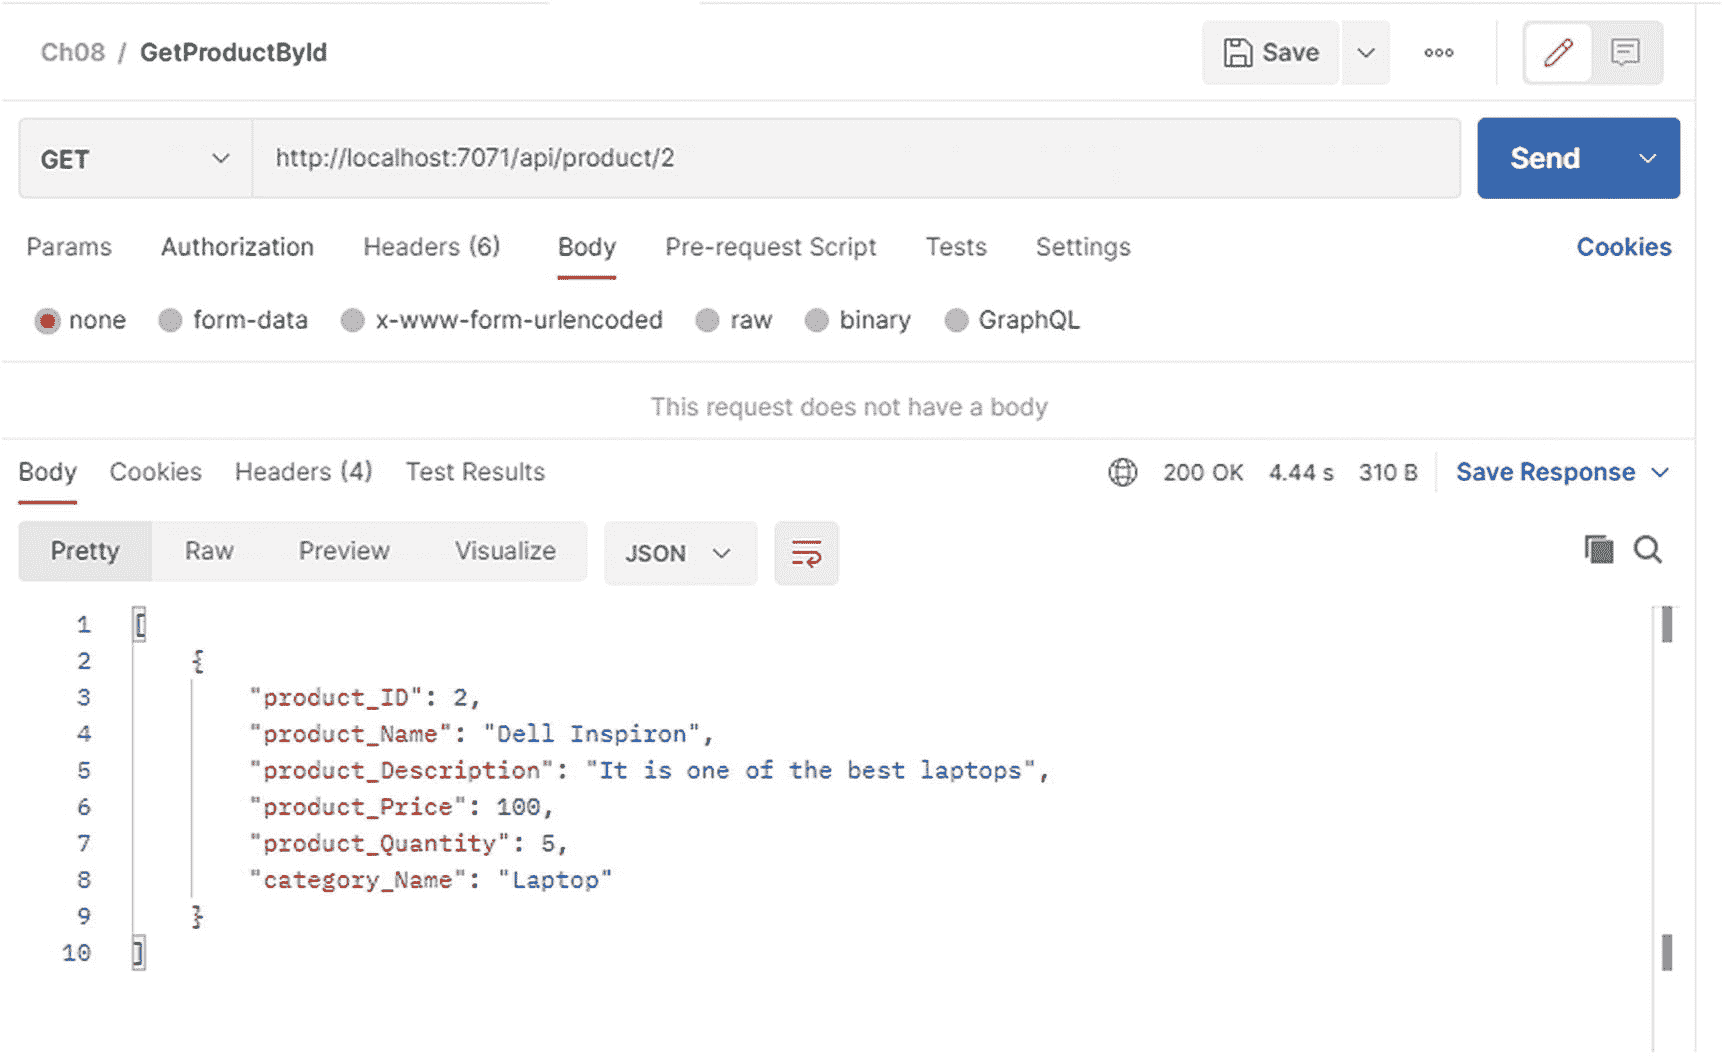 Ch08 / GetProductById
Save
GET
http://localhost:7071/api/product/2
Send
Params Authorization Headers (6) Body Pre-request Script Tests Settings Cookies
none form-data x-www-form-urlencoded raw binary GraphQL
This request does not have a body
Body Cookies Headers (4) Test Results 200 OK 4.44 s 310 B Save Response
Pretty Raw Preview Visualize JSON
1 [
2 {
3 "product_ID": 2,
4 "product_Name": "Dell Inspiron",
5 "product_Description": "It is one of the best laptops",
6 "product_Price": 100,
7 "product_Quantity": 5,
8 "category_Name": "Laptop"
9 }
10 ]